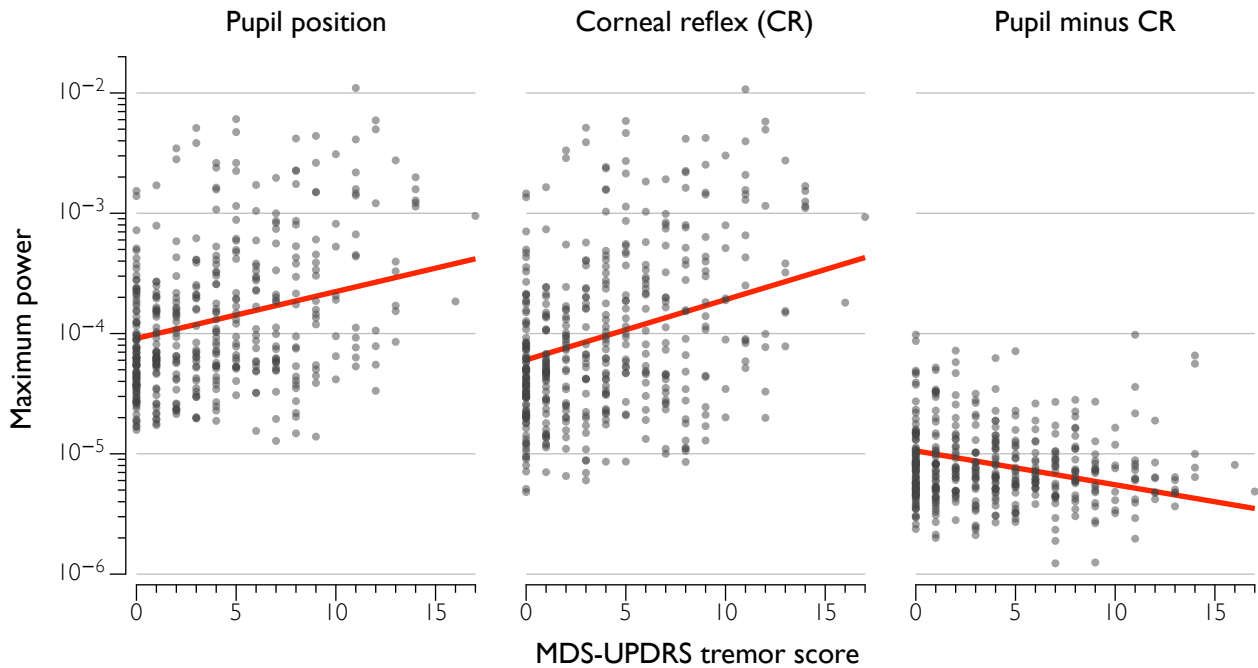 Pupil position
Corneal reflex (CR)
Pupil minus CR
Maximum power
10⁻²
10⁻³
10⁻⁴
10⁻⁵
10⁻⁶
0 5 10 15
0 5 10 15
0 5 10 15
MDS-UPDRS tremor score